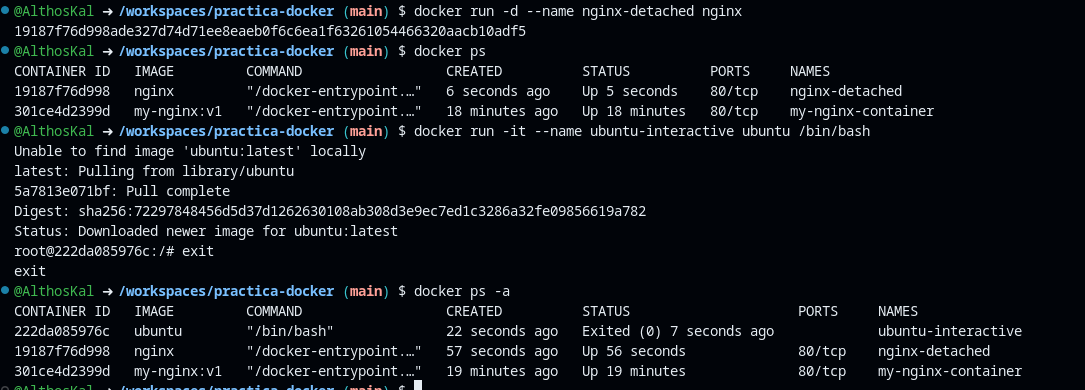 @AlthosKal ➜ /workspaces/practica-docker (main) $ docker run -d --name nginx-detached nginx
19187f76d998ade327d74d71ee8eaeb0f6c6ea1f63261054466320aacb10adf5
@AlthosKal ➜ /workspaces/practica-docker (main) $ docker ps
CONTAINER ID   IMAGE         COMMAND                  CREATED          STATUS          PORTS     NAMES
19187f76d998   nginx         "/docker-entrypoint.…"   6 seconds ago    Up 5 seconds    80/tcp    nginx-detached
301ce4d2399d   my-nginx:v1   "/docker-entrypoint.…"   18 minutes ago   Up 18 minutes   80/tcp    my-nginx-container
@AlthosKal ➜ /workspaces/practica-docker (main) $ docker run -it --name ubuntu-interactive ubuntu /bin/bash
Unable to find image 'ubuntu:latest' locally
latest: Pulling from library/ubuntu
5a7813e071bf: Pull complete
Digest: sha256:72297848456d5d37d1262630108ab308d3e9ec7ed1c3286a32fe09856619a782
Status: Downloaded newer image for ubuntu:latest
root@222da085976c:/# exit
exit
@AlthosKal ➜ /workspaces/practica-docker (main) $ docker ps -a
CONTAINER ID   IMAGE         COMMAND                  CREATED          STATUS                     PORTS     NAMES
222da085976c   ubuntu        "/bin/bash"              22 seconds ago   Exited (0) 7 seconds ago             ubuntu-interactive
19187f76d998   nginx         "/docker-entrypoint.…"   57 seconds ago   Up 56 seconds              80/tcp    nginx-detached
301ce4d2399d   my-nginx:v1   "/docker-entrypoint.…"   19 minutes ago   Up 19 minutes              80/tcp    my-nginx-container
@AlthosKal ➜ /workspaces/practica-docker (main) $